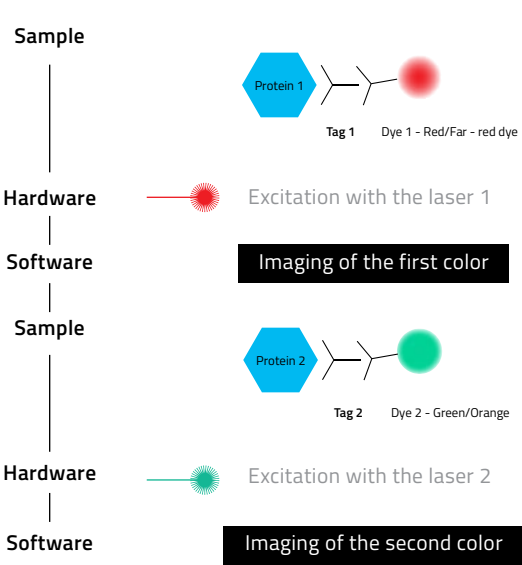 Sample
Protein 1
Tag 1 Dye 1 - Red/Far - red dye
Hardware Excitation with the laser 1
Software Imaging of the first color
Sample
Protein 2
Tag 2 Dye 2 - Green/Orange
Hardware Excitation with the laser 2
Software Imaging of the second color